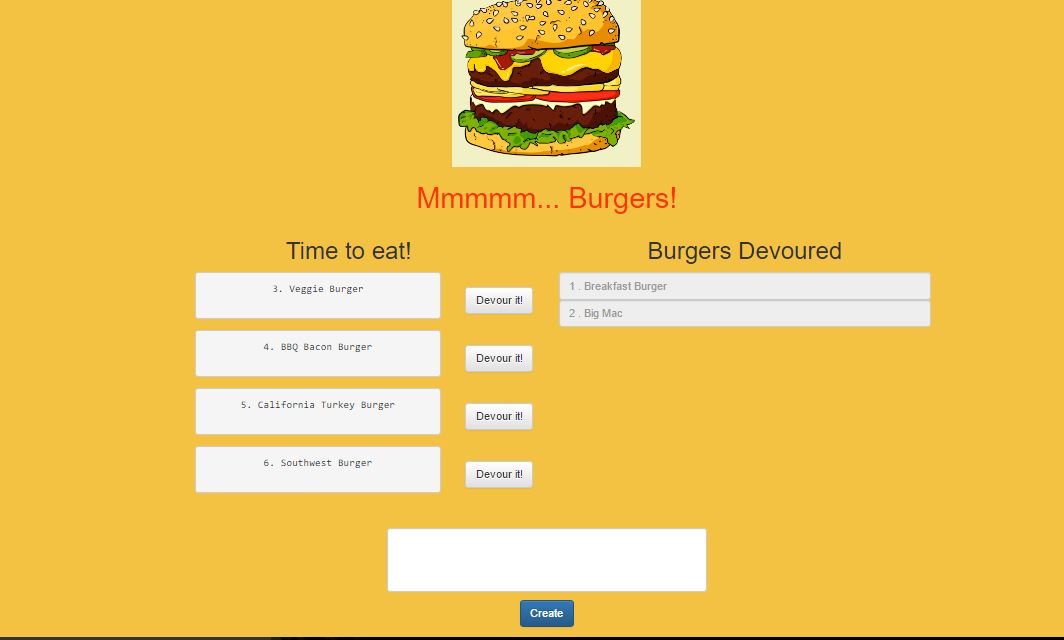 Mmmmm... Burgers!
Time to eat!
3. Veggie Burger
Devour it!
4. BBQ Bacon Burger
Devour it!
5. California Turkey Burger
Devour it!
6. Southwest Burger
Devour it!
Burgers Devoured
1 . Breakfast Burger
2 . Big Mac
Create